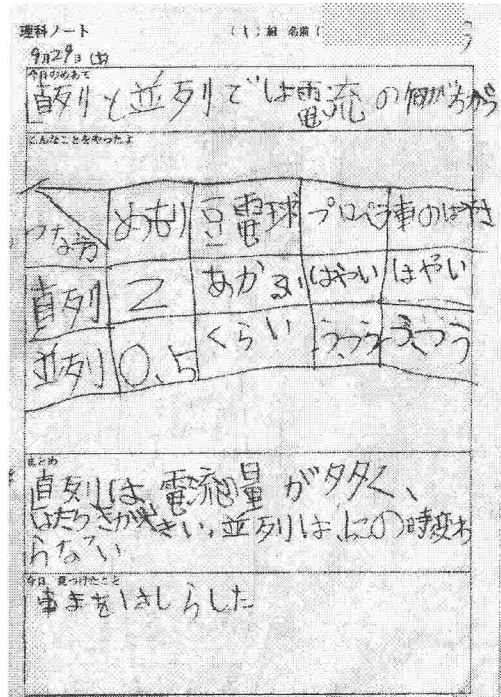 理科ノート (1) 組 名前(
9月29日 (土)
今日のめあて
直列と並列では電流の何がちがう
こんなことをやったよ
つなぎ方 めもり 豆電球 プロペラ 車のはやさ
直列 2 あかるい はやい はやい
並列 0.5 くらい ふつう ふつう
まとめ
直列は、電流量が多く、
はたらきが大きい,並列は,1この時変わ
らない
今日、見つけたこと
車を した